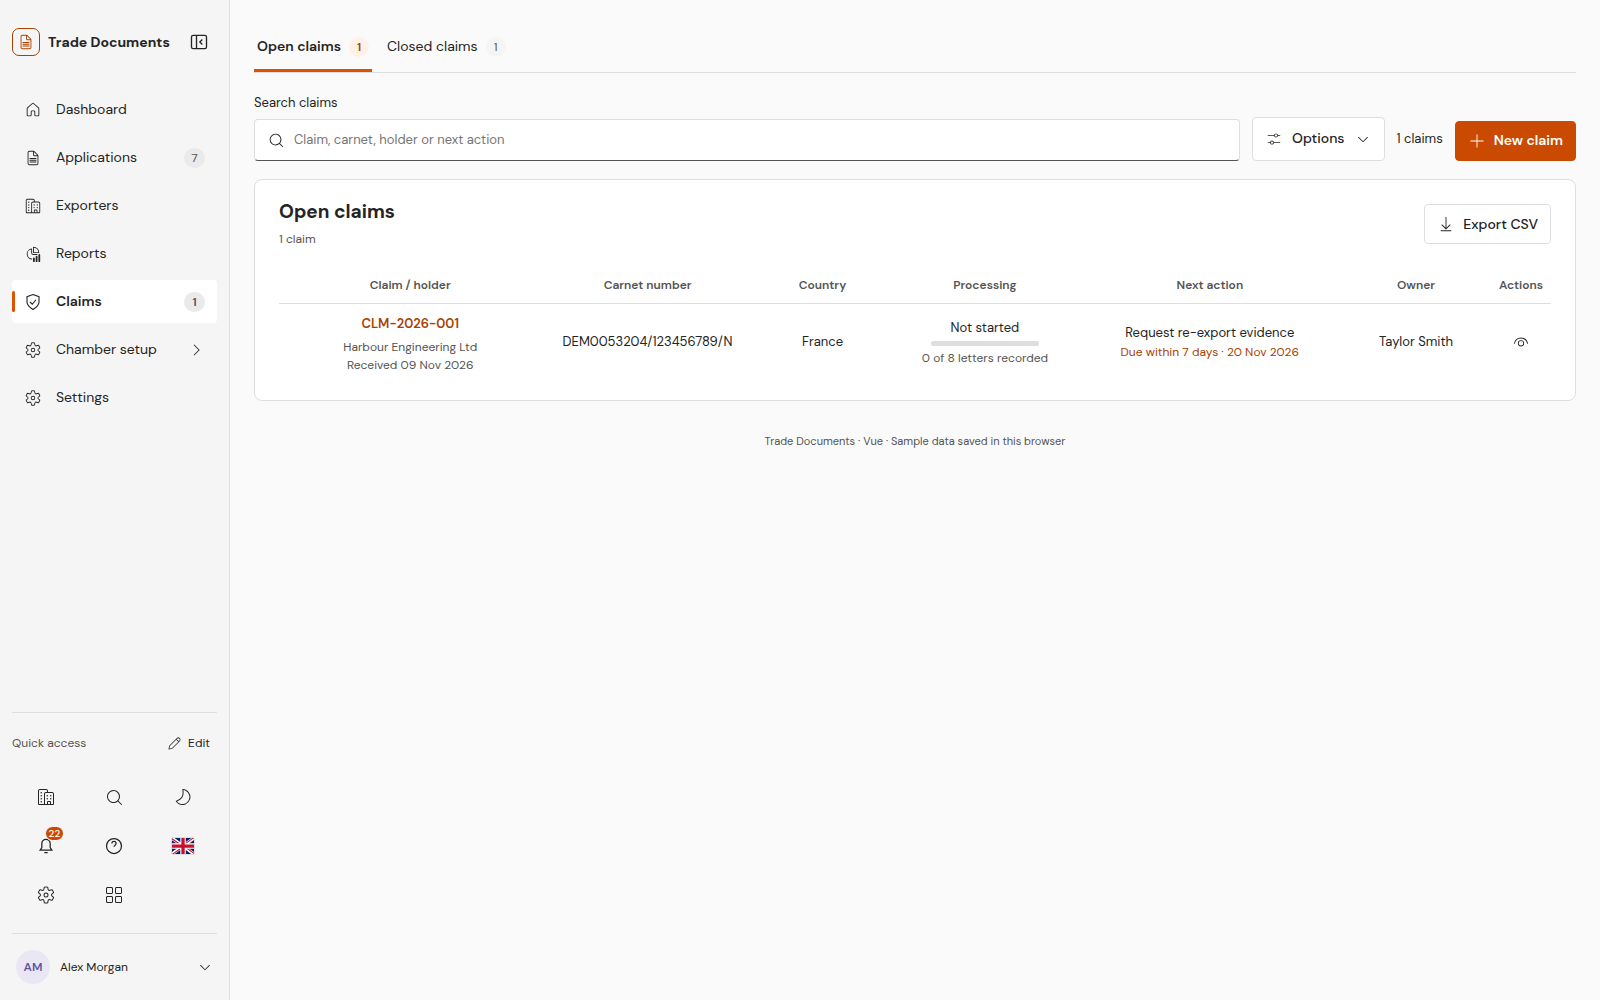 Trade Documents
Dashboard
Applications 7
Exporters
Reports
Claims 1
Chamber setup
Settings
Quick access Edit
22
AM Alex Morgan
Open claims 1 Closed claims 1
Search claims
Claim, carnet, holder or next action
Options 1 claims New claim
Open claims
1 claim
Export CSV
Claim / holder Carnet number Country Processing Next action Owner Actions
CLM-2026-001
Harbour Engineering Ltd
Received 09 Nov 2026
DEM0053204/123456789/N
France
Not started
0 of 8 letters recorded
Request re-export evidence
Due within 7 days · 20 Nov 2026
Taylor Smith
Trade Documents · Vue · Sample data saved in this browser